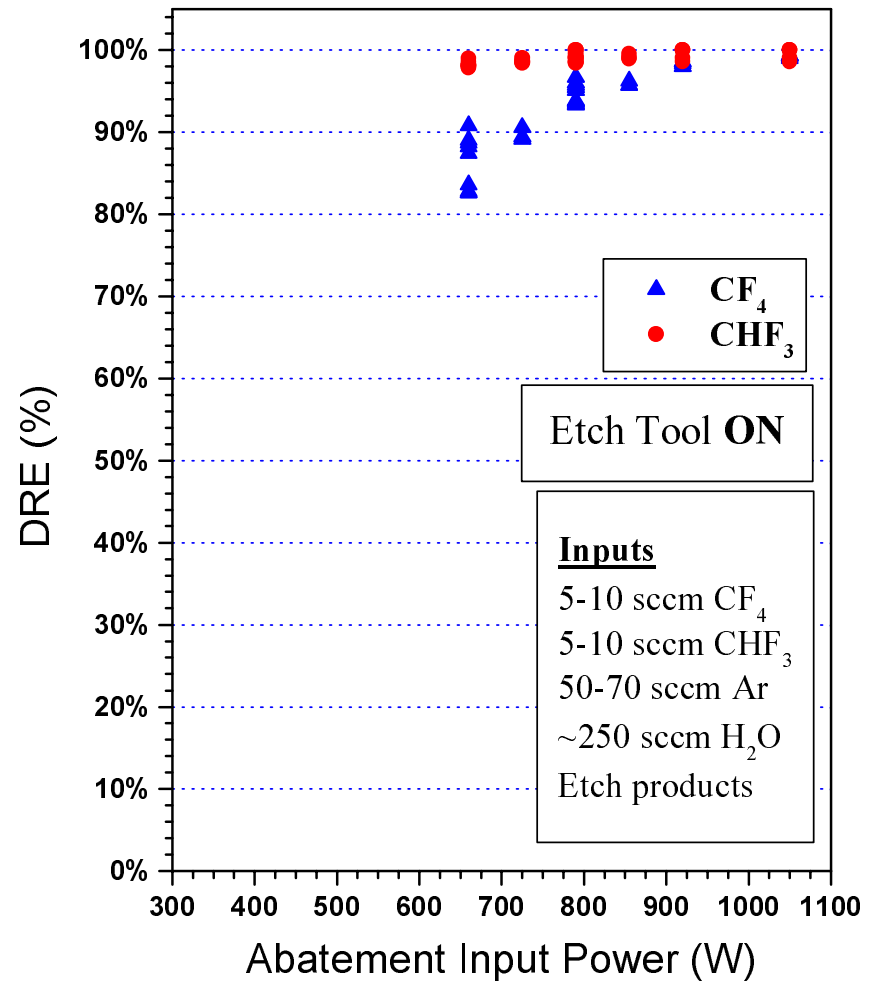 100%
90%
80%
70%
60%
50%
40%
30%
20%
10%
0%
DRE (%)
CF₄
CHF₃
Etch Tool ON
Inputs
5-10 sccm CF₄
5-10 sccm CHF₃
50-70 sccm Ar
~250 sccm H₂O
Etch products
300 400 500 600 700 800 900 1000 1100
Abatement Input Power (W)